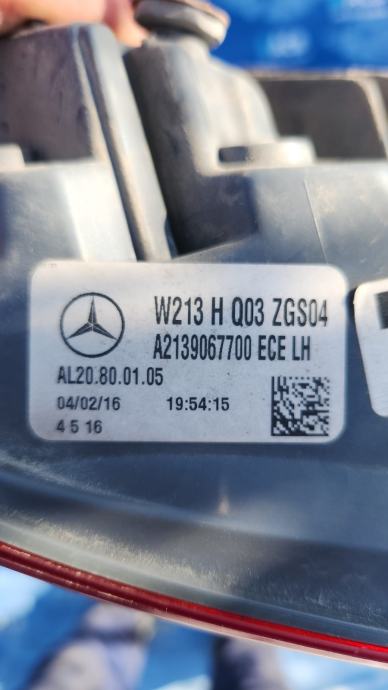 W213 H Q03 ZGS04
A2139067700 ECE LH
AL20.80.01.05
04/02/16 19:54:15
4 5 16